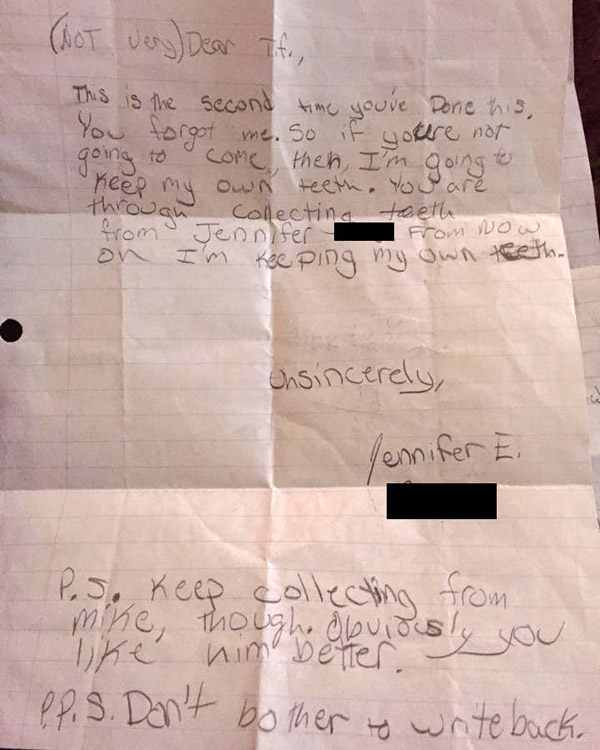 (NOT very) Dear T.f.,
This is the second time you've Done this.
You forgot me. So if you're not
going to come, then, I'm going to
keep my own teeth. You are
through collecting teeth
from Jennifer From Now
on I'm keeping my own teeth.
Unsincerely,
Jennifer E.
P.S. Keep collecting from
mike, though. Obviously you
like him better.
P.P.S. Don't bother to write back.